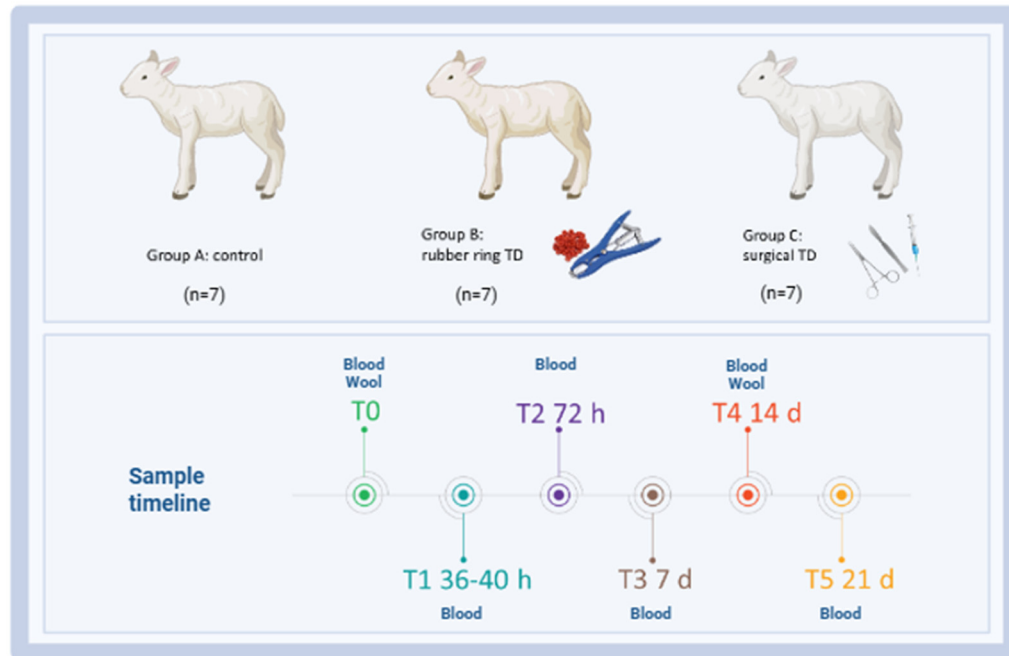 Group A: control
(n=7)
Group B:
rubber ring TD
(n=7)
Group C:
surgical TD
(n=7)
Sample
timeline
Blood
Wool
T0
T1 36-40 h
Blood
Blood
T2 72 h
T3 7 d
Blood
Blood
Wool
T4 14 d
T5 21 d
Blood